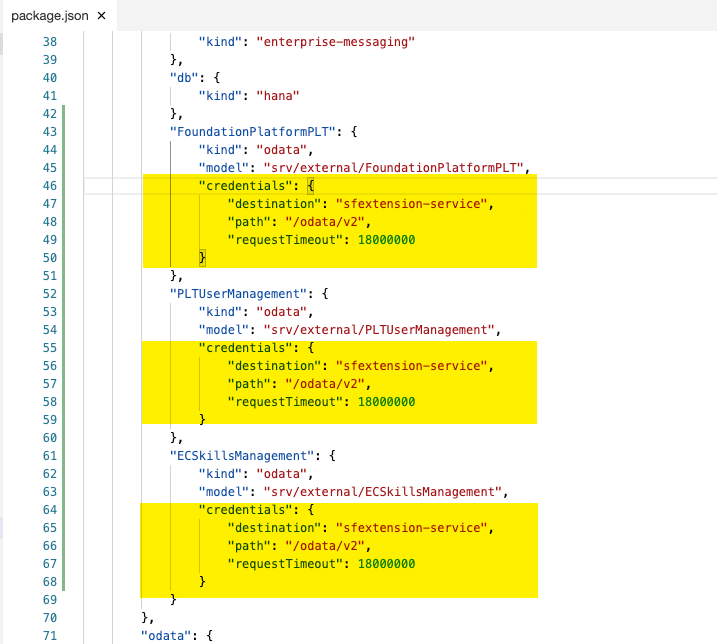 package.json ×
38 "kind": "enterprise-messaging"
39 },
40 "db": {
41 "kind": "hana"
42 },
43 "FoundationPlatformPLT": {
44 "kind": "odata",
45 "model": "srv/external/FoundationPlatformPLT",
46 "credentials": {
47 "destination": "sfextension-service",
48 "path": "/odata/v2",
49 "requestTimeout": 18000000
50 }
51 },
52 "PLTUserManagement": {
53 "kind": "odata",
54 "model": "srv/external/PLTUserManagement",
55 "credentials": {
56 "destination": "sfextension-service",
57 "path": "/odata/v2",
58 "requestTimeout": 18000000
59 }
60 },
61 "ECSkillsManagement": {
62 "kind": "odata",
63 "model": "srv/external/ECSkillsManagement",
64 "credentials": {
65 "destination": "sfextension-service",
66 "path": "/odata/v2",
67 "requestTimeout": 18000000
68 }
69 }
70 },
71 "odata": {